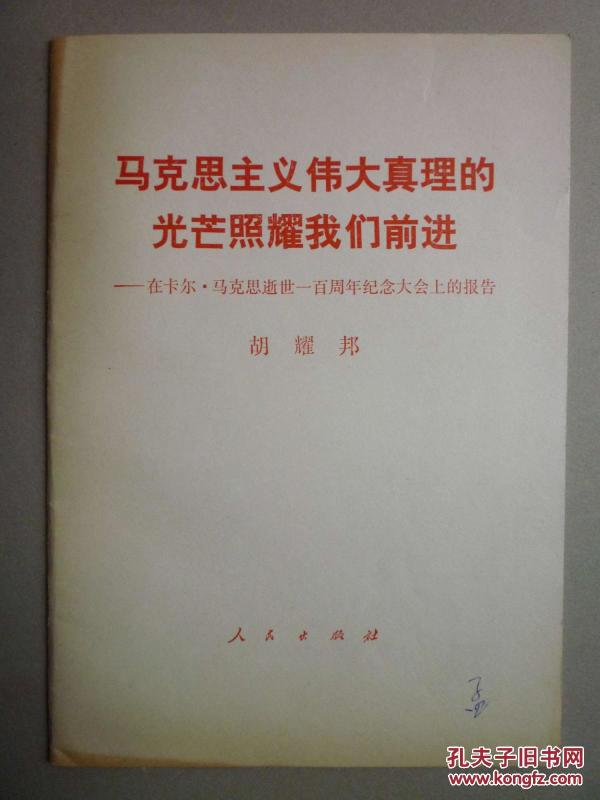 马克思主义伟大真理的
光芒照耀我们前进
——在卡尔·马克思逝世一百周年纪念大会上的报告
胡耀邦
人民出版社
孟
孔夫子旧书网
www.kongfz.com